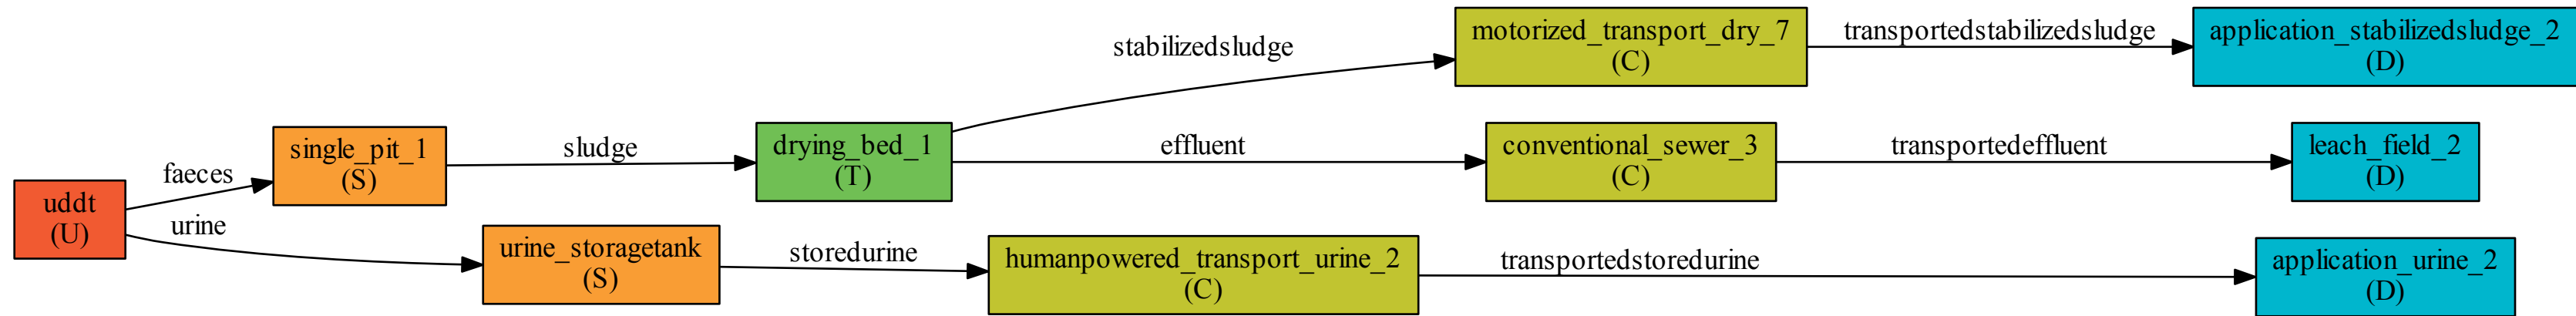 uddt
(U)
faeces
urine
single_pit_1
(S)
sludge
urine_storagetank
(S)
storedurine
drying_bed_1
(T)
stabilizedsludge
effluent
humanpowered_transport_urine_2
(C)
motorized_transport_dry_7
(C)
transportedstabilizedsludge
conventional_sewer_3
(C)
transportedeffluent
transportedstoredurine
application_stabilizedsludge_2
(D)
leach_field_2
(D)
application_urine_2
(D)